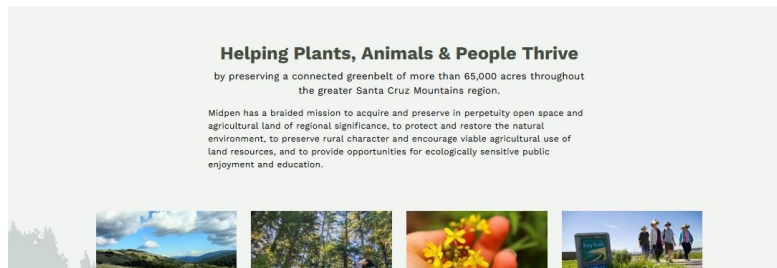 Helping Plants, Animals & People Thrive
by preserving a connected greenbelt of more than 65,000 acres throughout
the greater Santa Cruz Mountains region.
Midpen has a braided mission to acquire and preserve in perpetuity open space and
agricultural land of regional significance, to protect and restore the natural
environment, to preserve rural character and encourage viable agricultural use of
land resources, and to provide opportunities for ecologically sensitive public
enjoyment and education.
Bay Trail